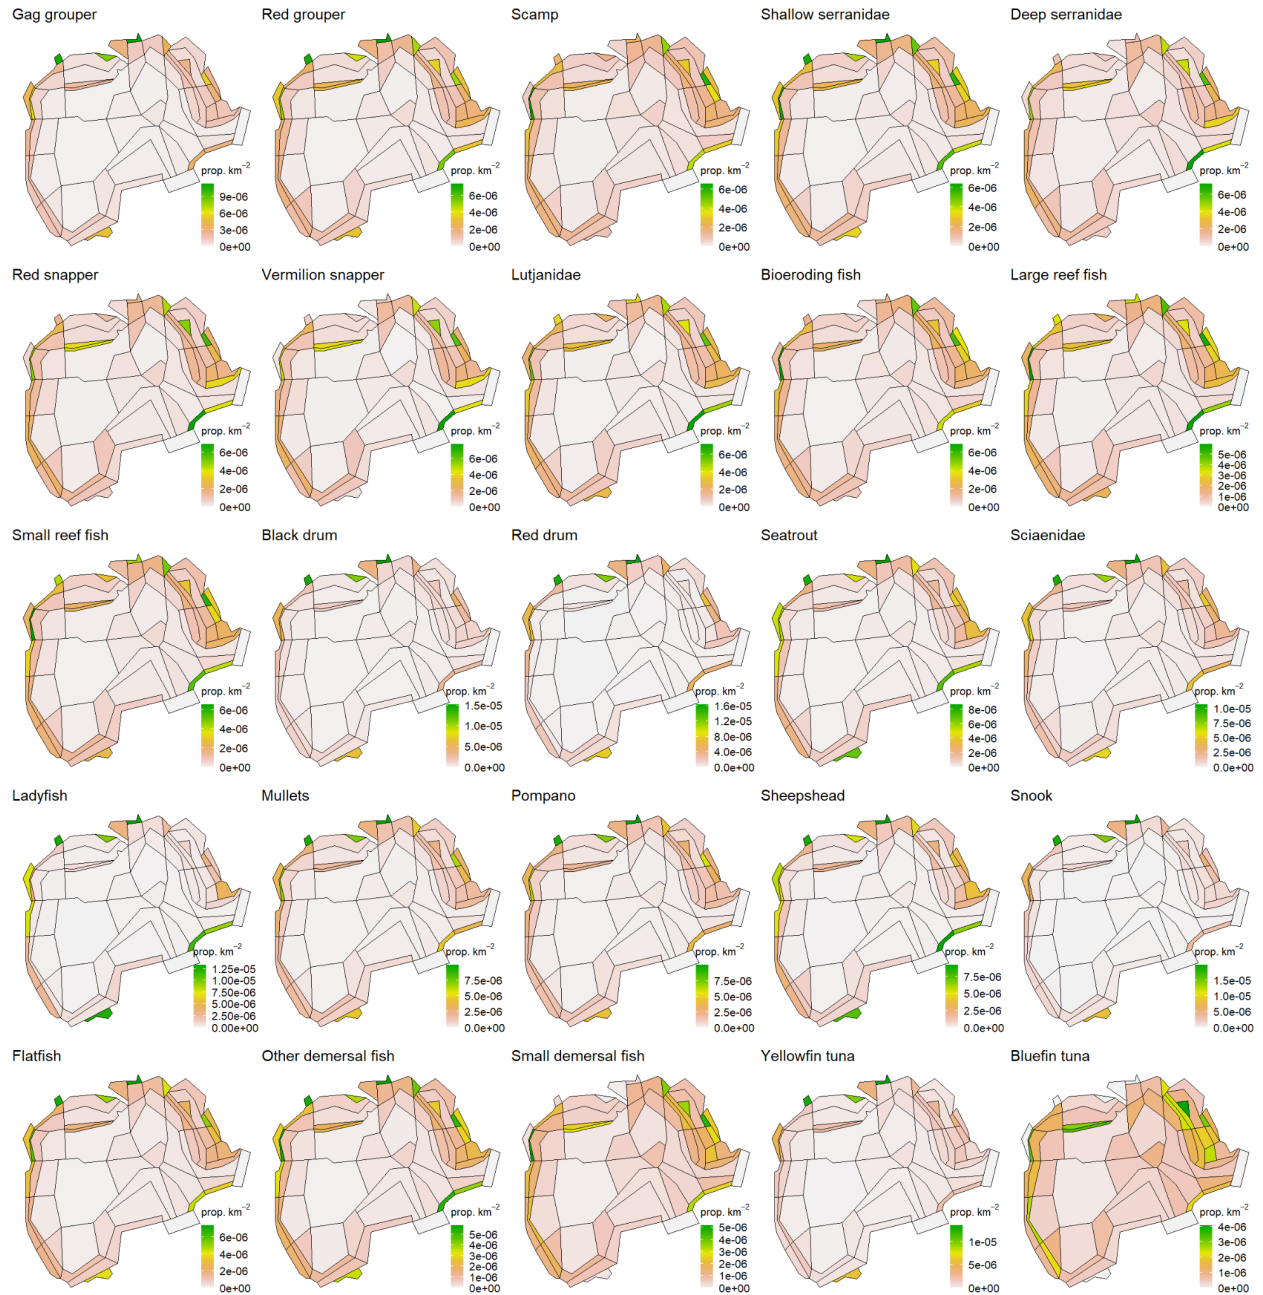 Gag grouper Red grouper Scamp Shallow serranidae Deep serranidae
prop. km⁻² prop. km⁻² prop. km⁻² prop. km⁻² prop. km⁻²
9e-06 6e-06 6e-06 6e-06 6e-06
6e-06 4e-06 4e-06 4e-06 4e-06
3e-06 2e-06 2e-06 2e-06 2e-06
0e+00 0e+00 0e+00 0e+00 0e+00
Red snapper Vermilion snapper Lutjanidae Bioeroding fish Large reef fish
prop. km⁻² prop. km⁻² prop. km⁻² prop. km⁻² prop. km⁻²
6e-06 6e-06 6e-06 6e-06 5e-06
4e-06 4e-06 4e-06 4e-06 4e-06
3e-06
2e-06 2e-06 2e-06 2e-06 2e-06
1e-06
0e+00 0e+00 0e+00 0e+00 0e+00
Small reef fish Black drum Red drum Seatrout Sciaenidae
prop. km⁻² prop. km⁻² prop. km⁻² prop. km⁻² prop. km⁻²
6e-06 1.5e-05 1.6e-05 8e-06 1.0e-05
4e-06 1.0e-05 1.2e-05 6e-06 7.5e-06
8.0e-06 4e-06 5.0e-06
2e-06 5.0e-06 4.0e-06 2e-06 2.5e-06
0e+00 0.0e+00 0.0e+00 0e+00 0.0e+00
Ladyfish Mullets Pompano Sheepshead Snook
prop. km⁻² prop. km⁻² prop. km⁻² prop. km⁻² prop. km⁻²
1.25e-05
1.00e-05 7.5e-06 7.5e-06 7.5e-06 1.5e-05
7.50e-06 5.0e-06 5.0e-06 5.0e-06 1.0e-05
5.00e-06
2.50e-06 2.5e-06 2.5e-06 2.5e-06 5.0e-06
0.00e+00 0.0e+00 0.0e+00 0.0e+00 0.0e+00
Flatfish Other demersal fish Small demersal fish Yellowfin tuna Bluefin tuna
prop. km⁻² prop. km⁻² prop. km⁻² prop. km⁻² prop. km⁻²
6e-06 5e-06 5e-06 1e-05 4e-06
4e-06 4e-06 4e-06 3e-06
3e-06 3e-06 5e-06 2e-06
2e-06 2e-06 2e-06 1e-06
1e-06 1e-06
0e+00 0e+00 0e+00 0e+00 0e+00